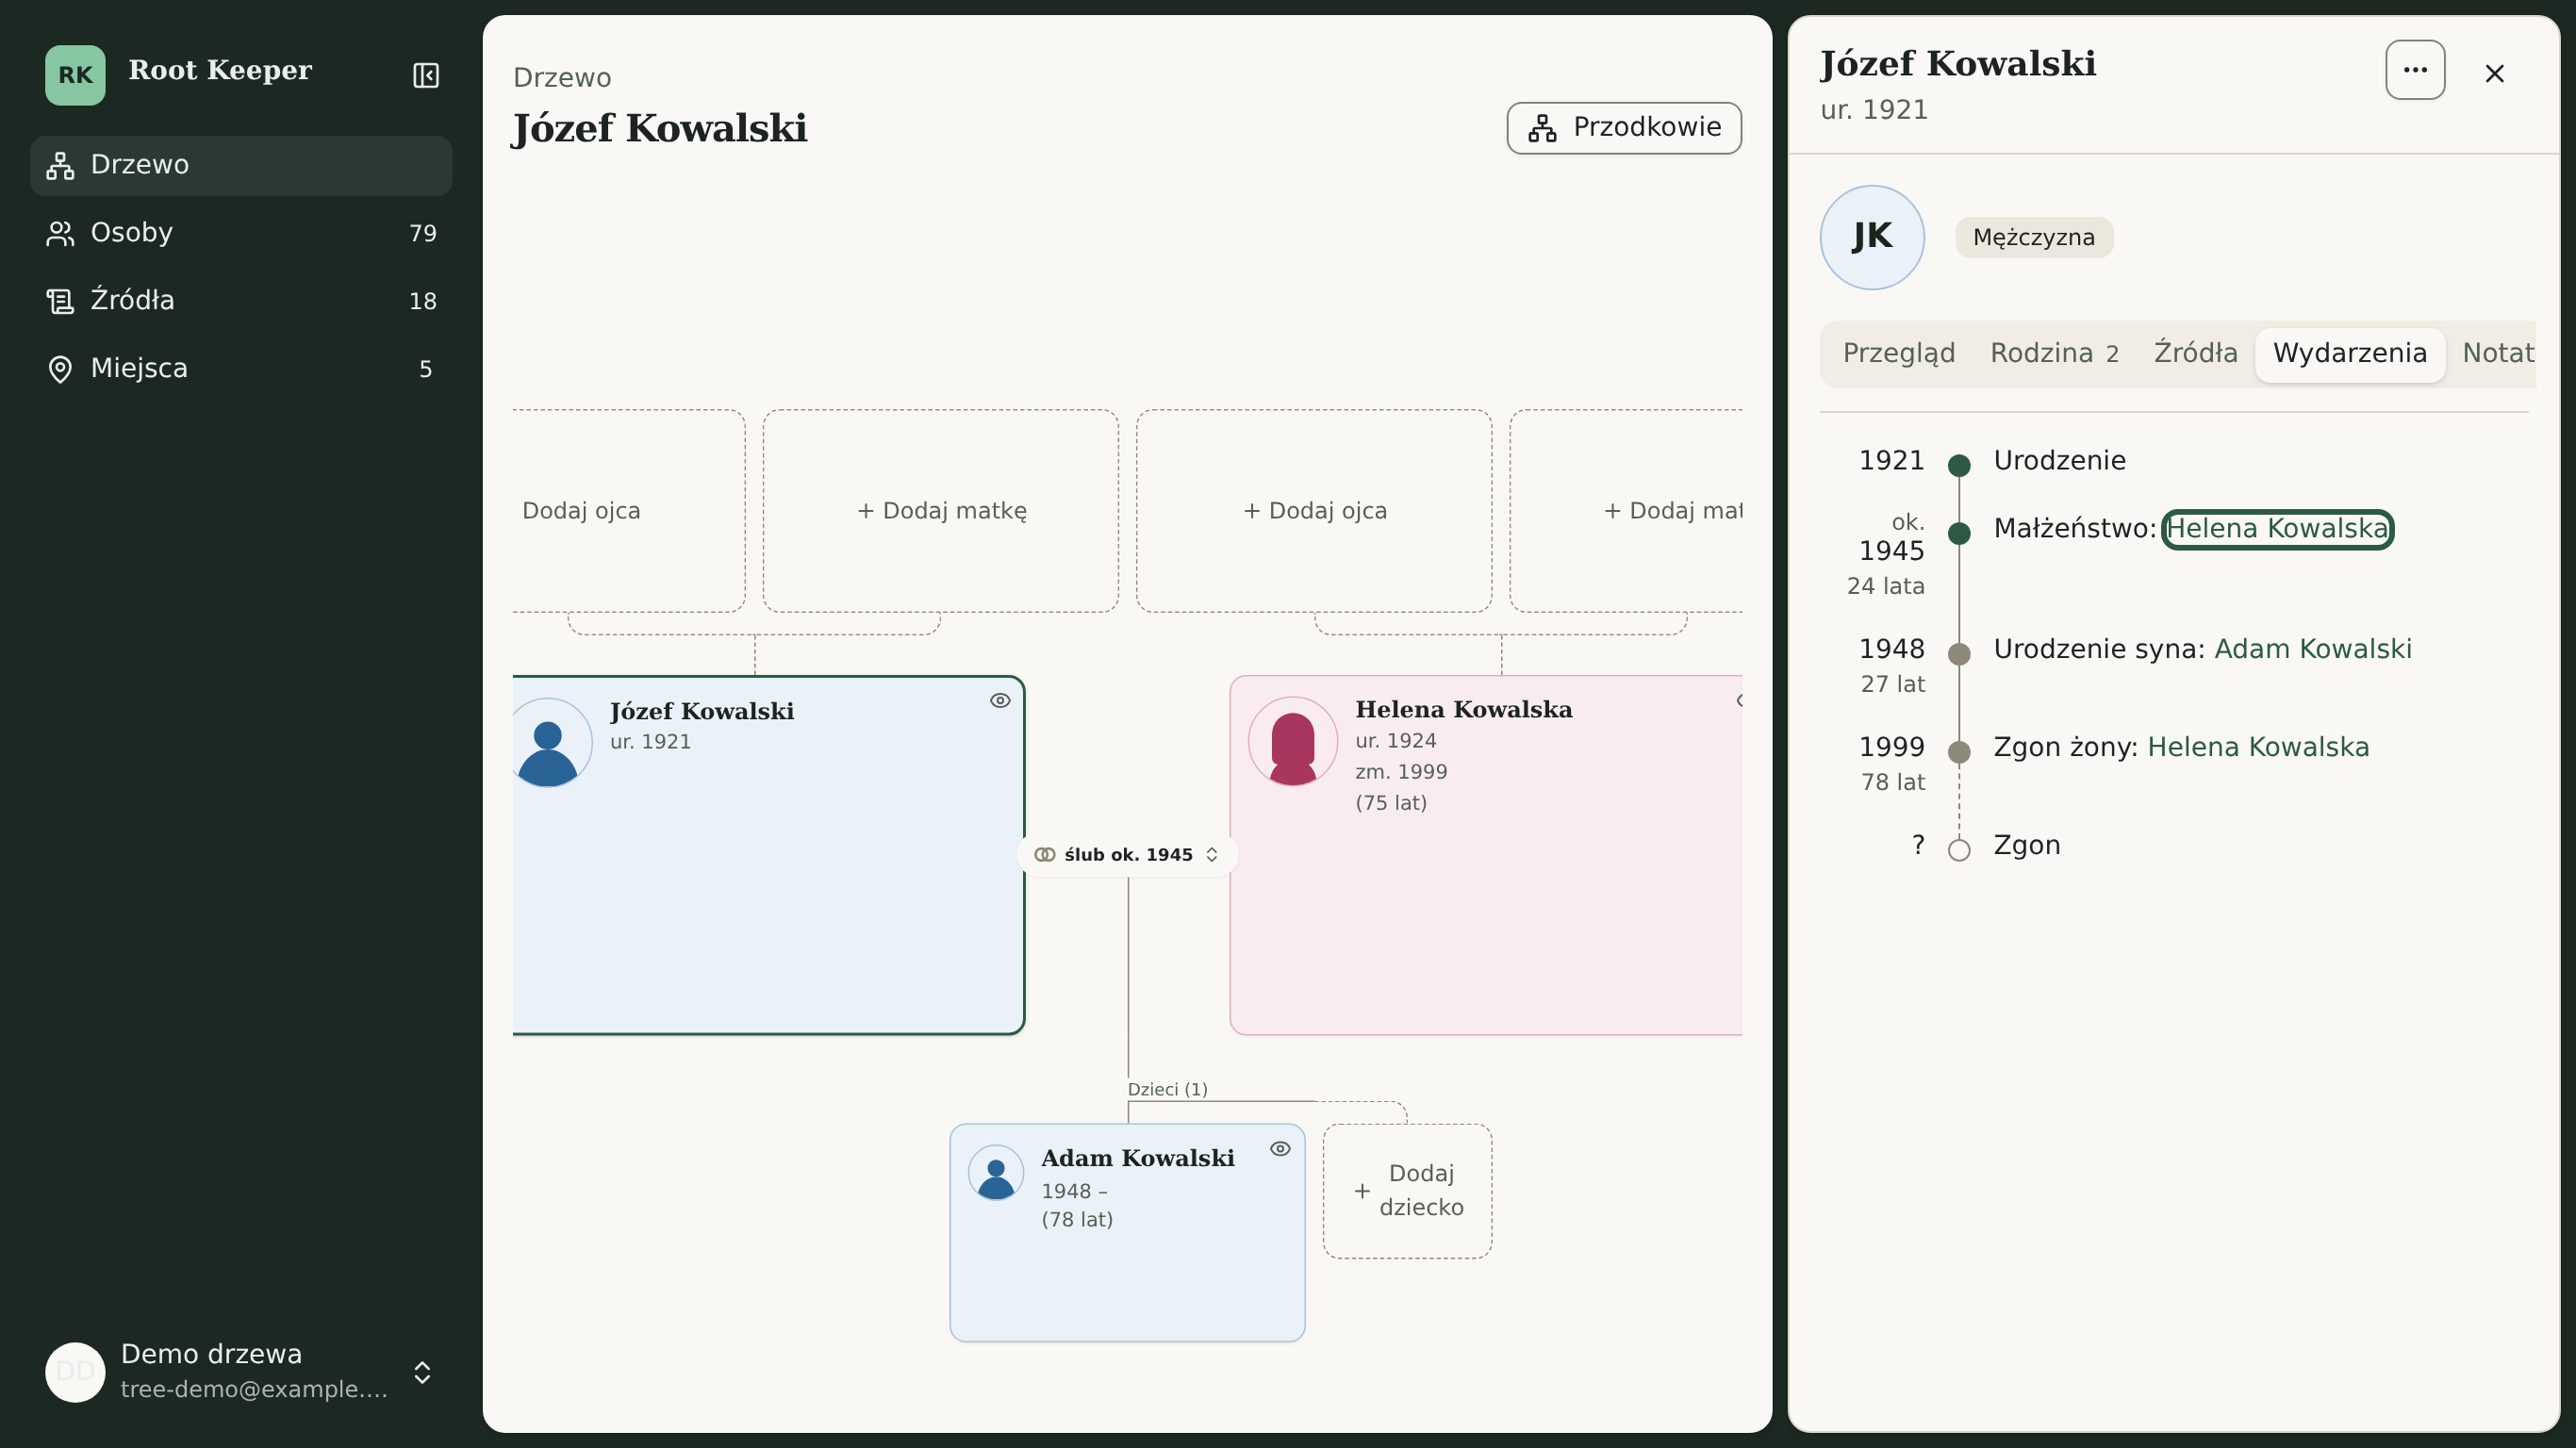 RK
Root Keeper
Drzewo
Osoby 79
Źródła 18
Miejsca 5
DD
Demo drzewa
tree-demo@example....
Drzewo
Józef Kowalski
Przodkowie
Dodaj ojca
+ Dodaj matkę
+ Dodaj ojca
+ Dodaj mat
Józef Kowalski
ur. 1921
Helena Kowalska
ur. 1924
zm. 1999
(75 lat)
ślub ok. 1945
Dzieci (1)
Adam Kowalski
1948 –
(78 lat)
+ Dodaj
dziecko
Józef Kowalski
ur. 1921
JK
Mężczyzna
Przegląd Rodzina 2 Źródła Wydarzenia Notat
1921 Urodzenie
ok.
1945
24 lata
Małżeństwo: Helena Kowalska
1948
27 lat
Urodzenie syna: Adam Kowalski
1999
78 lat
Zgon żony: Helena Kowalska
? Zgon